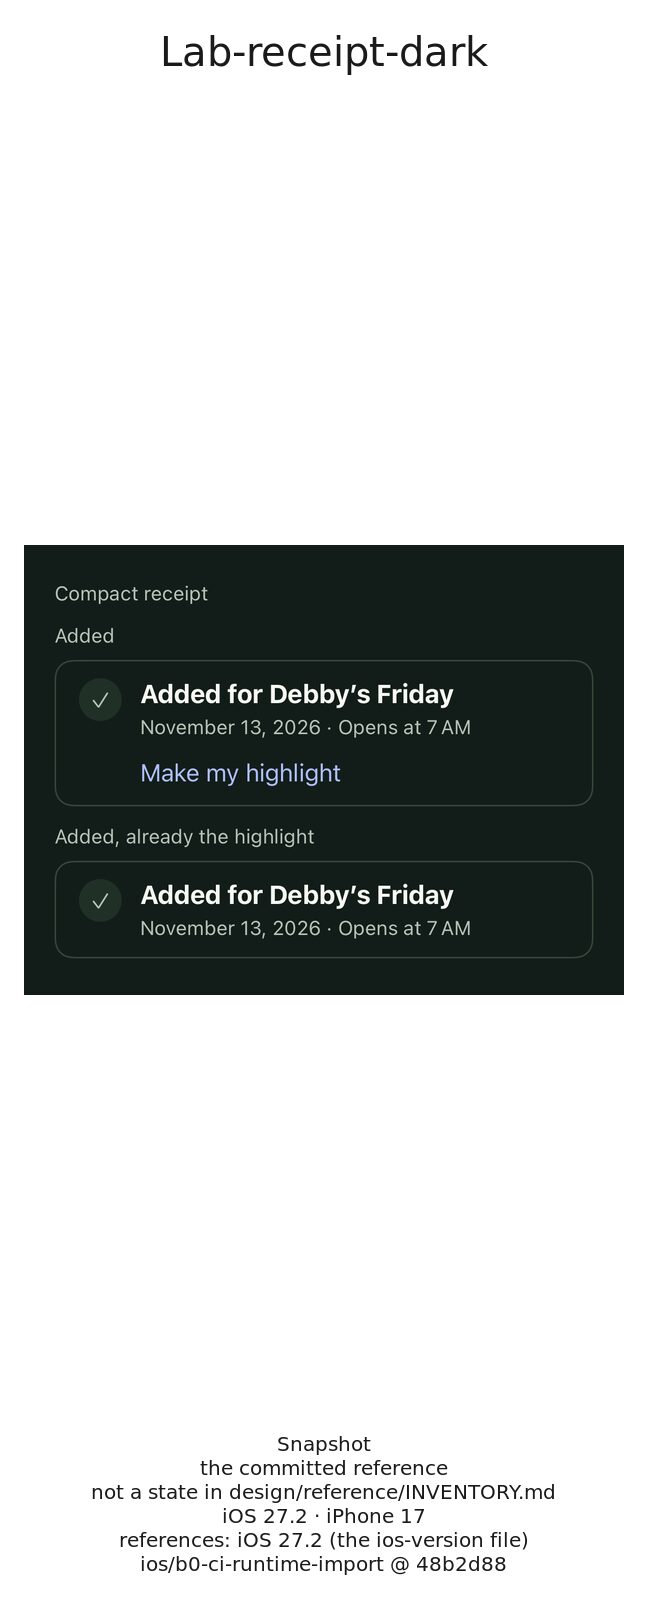 Lab-receipt-dark
Compact receipt
Added
Added for Debby’s Friday
November 13, 2026 · Opens at 7 AM
Make my highlight
Added, already the highlight
Added for Debby’s Friday
November 13, 2026 · Opens at 7 AM
Snapshot
the committed reference
not a state in design/reference/INVENTORY.md
iOS 27.2 · iPhone 17
references: iOS 27.2 (the ios-version file)
ios/b0-ci-runtime-import @ 48b2d88